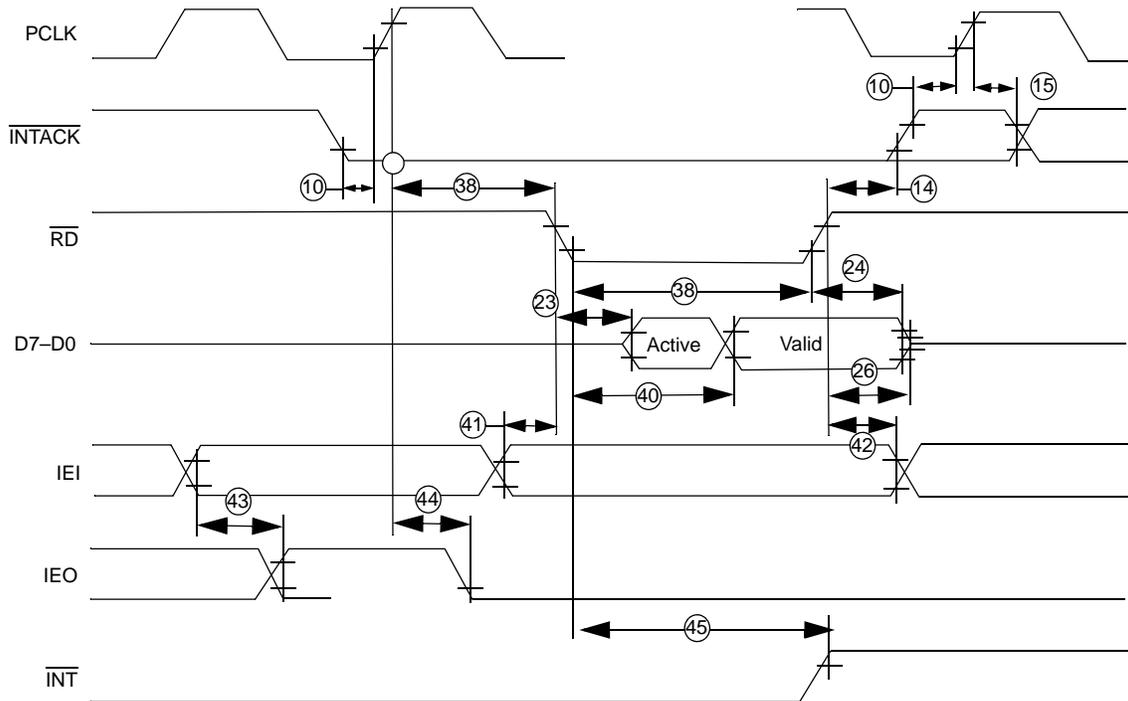 PCLK
10
15
INTACK
10
38
14
RD
24
38
23
D7–D0
Active
Valid
26
40
41
42
IEI
43
44
IEO
45
INT